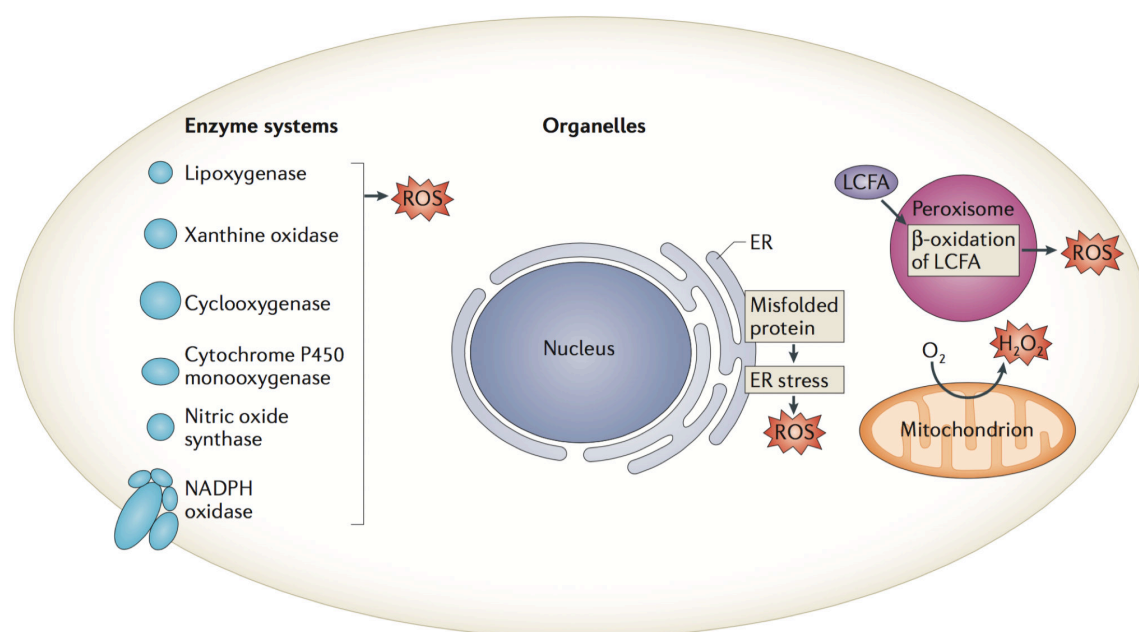 Enzyme systems
Lipoxygenase
Xanthine oxidase
Cyclooxygenase
Cytochrome P450
monooxygenase
Nitric oxide
synthase
NADPH
oxidase
ROS
Organelles
Nucleus
ER
Misfolded
protein
ER stress
ROS
LCFA
Peroxisome
β-oxidation
of LCFA
ROS
O₂
H₂O₂
Mitochondrion